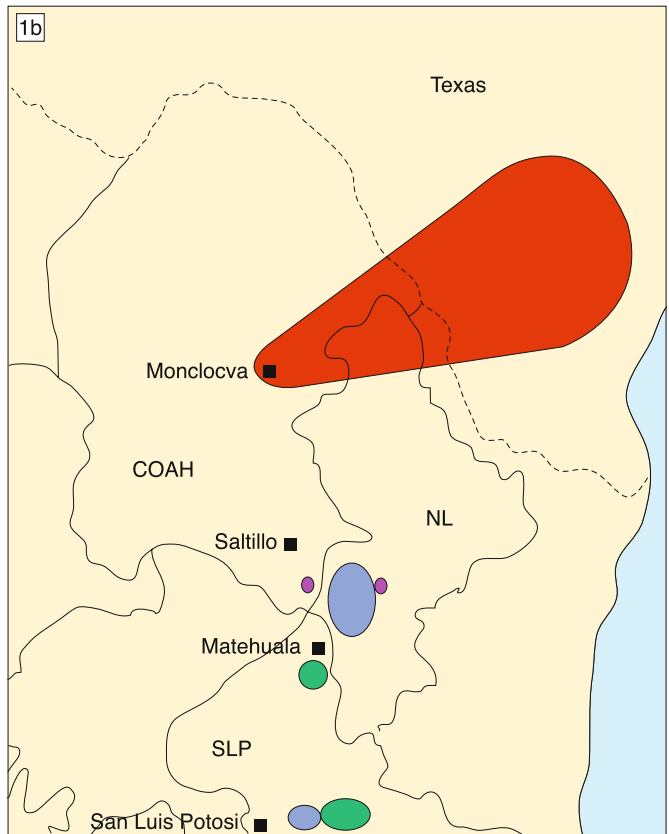 1b
Texas
Monclocva
COAH
NL
Saltillo
Matehuala
SLP
San Luis Potosi